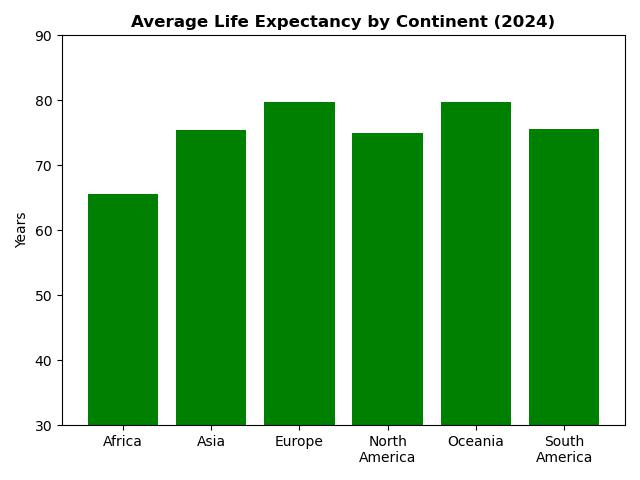 Average Life Expectancy by Continent (2024)
90
80
70
60
50
40
30
Years
Africa
Asia
Europe
North
America
Oceania
South
America